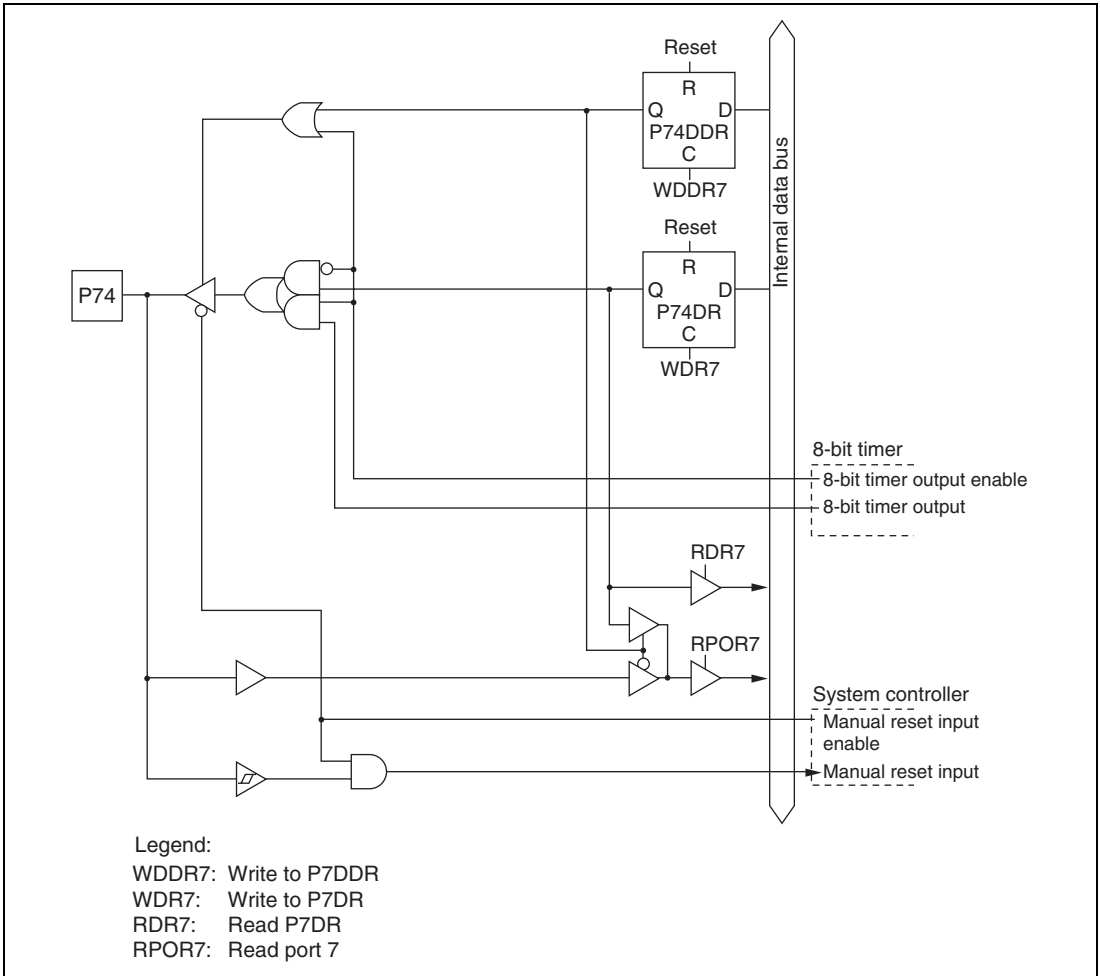 Reset
R
Q D
P74DDR
C
WDDR7
Reset
R
Q D
P74DR
C
WDR7
Internal data bus
P74
8-bit timer
8-bit timer output enable
8-bit timer output
RDR7
RPOR7
System controller
Manual reset input
enable
Manual reset input
Legend:
WDDR7: Write to P7DDR
WDR7: Write to P7DR
RDR7: Read P7DR
RPOR7: Read port 7